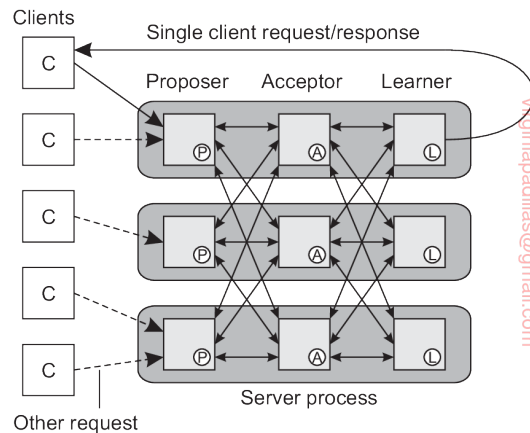 Clients
Single client request/response
C
Proposer Acceptor Learner
C
P A L
C
P A L
C
C
P A L
Server process
Other request